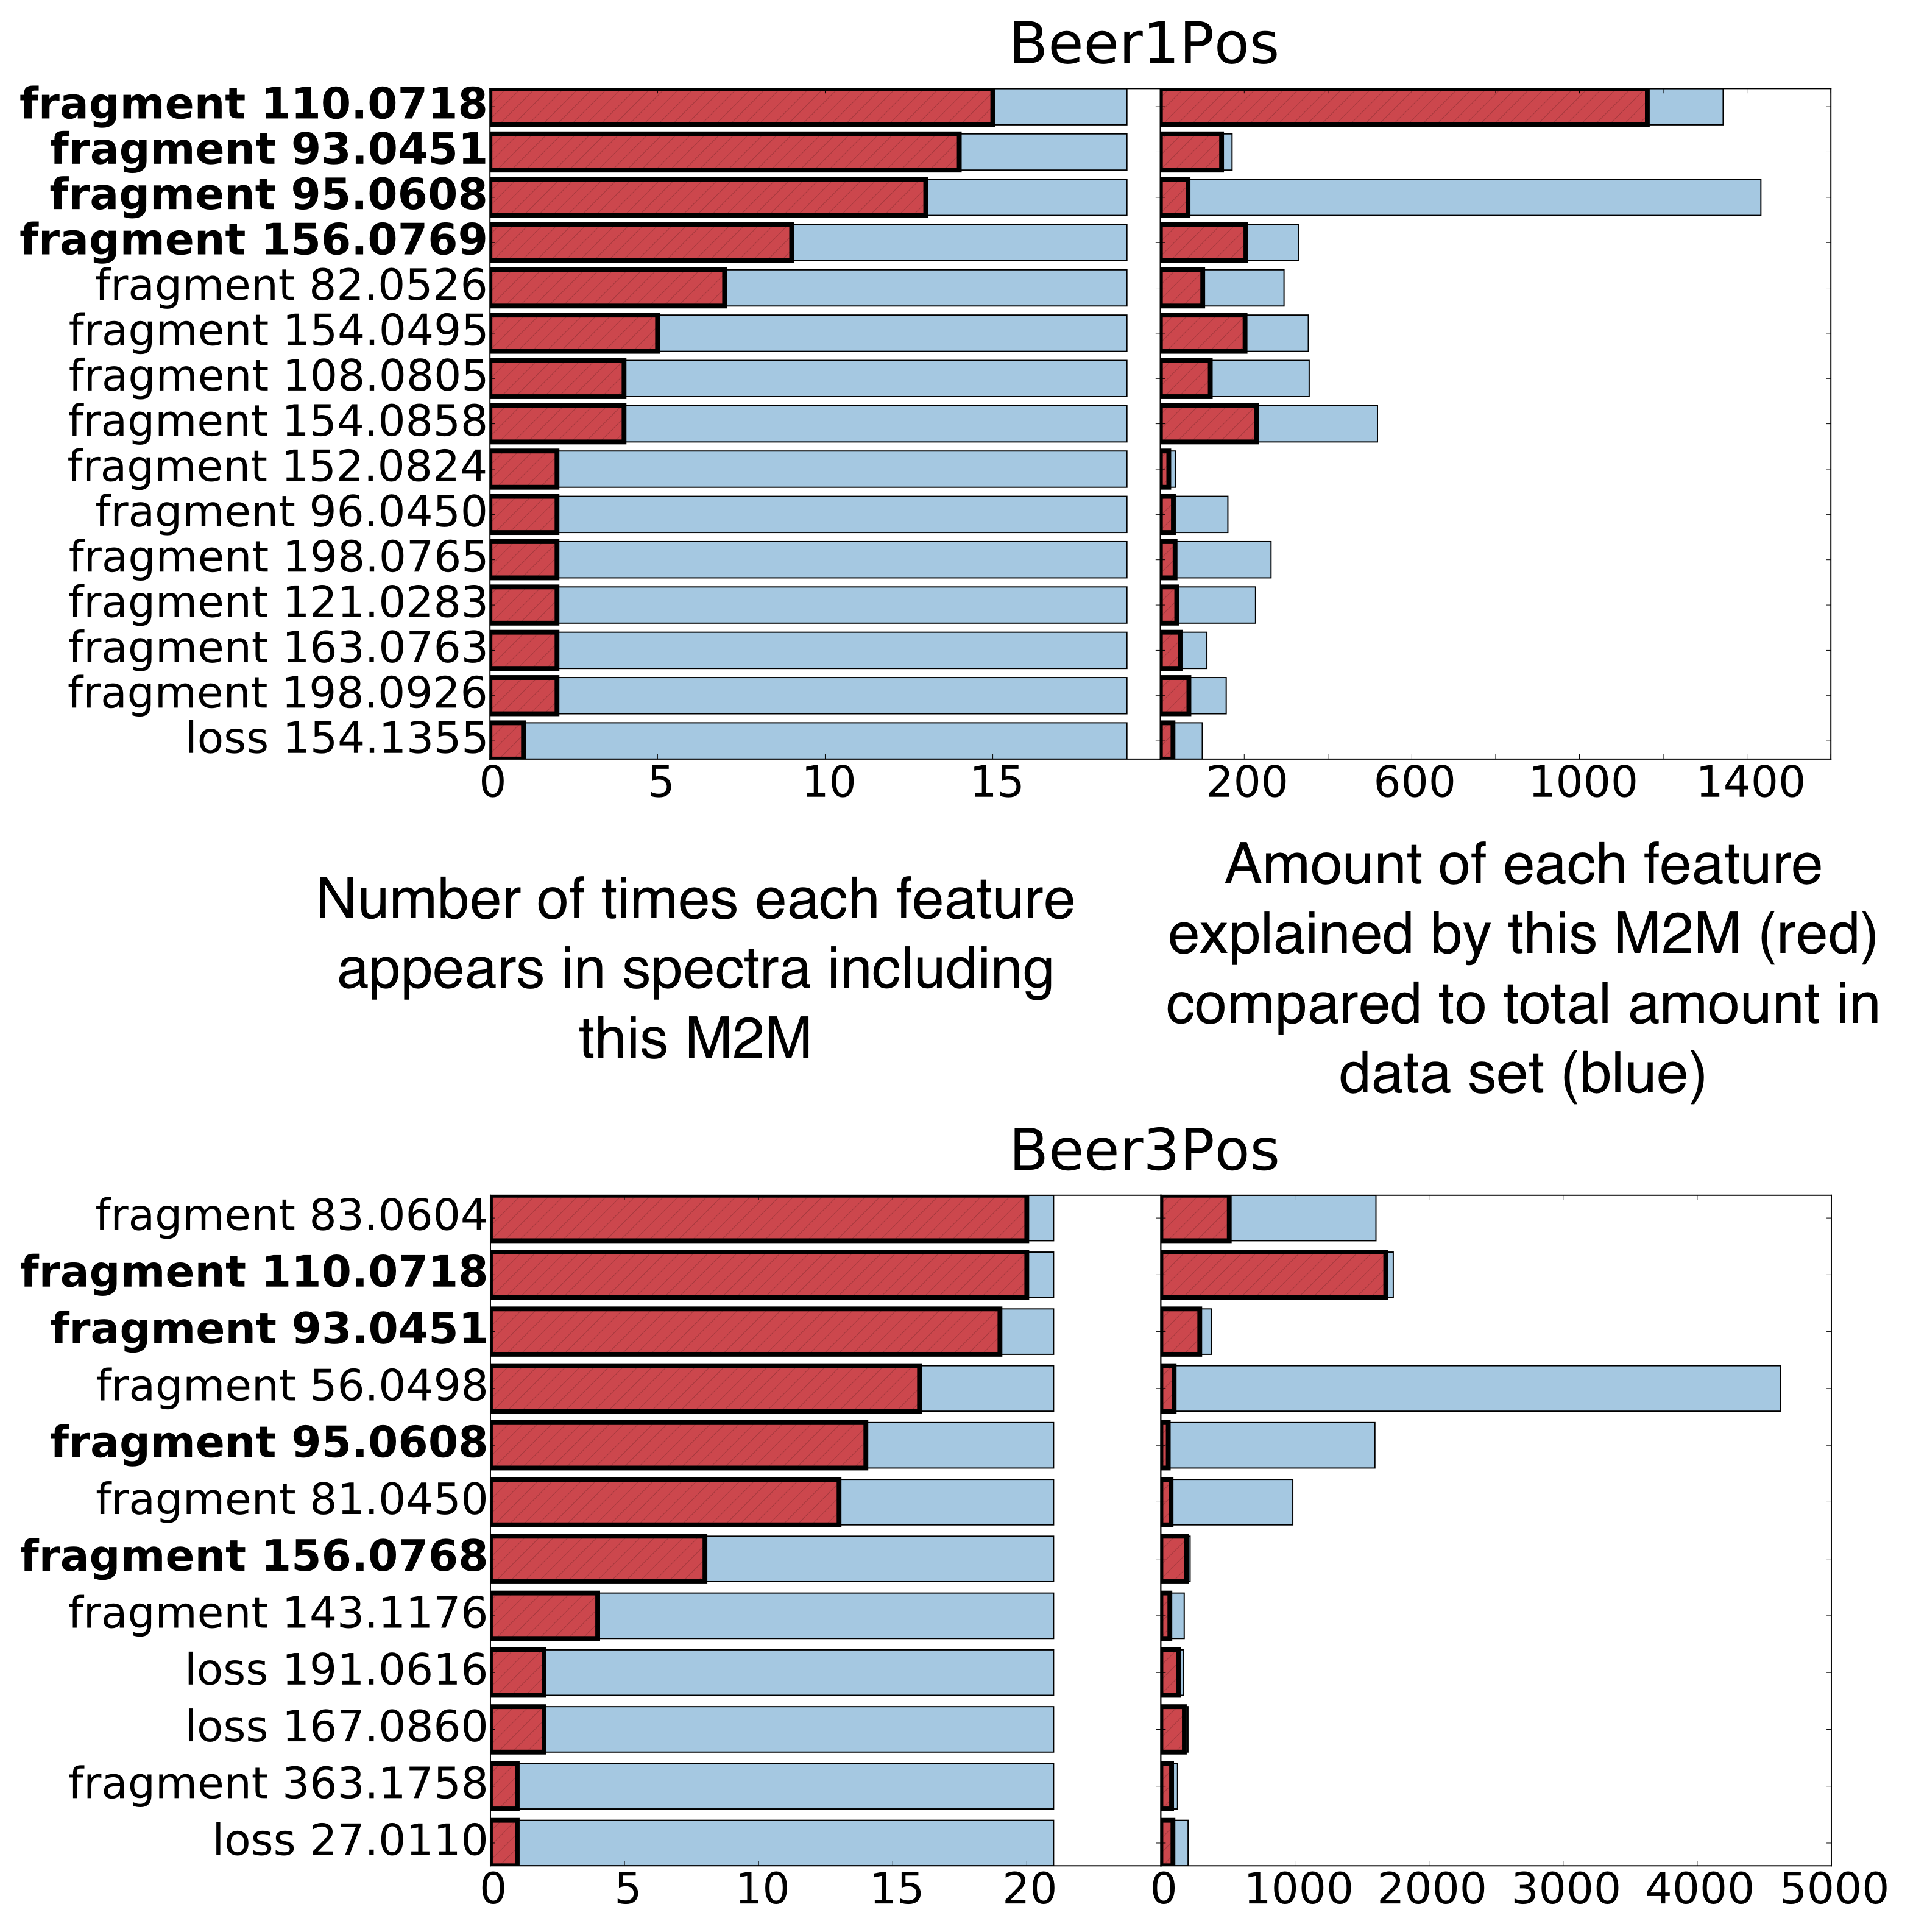 Beer1Pos
fragment 110.0718
fragment 93.0451
fragment 95.0608
fragment 156.0769
fragment 82.0526
fragment 154.0495
fragment 108.0805
fragment 154.0858
fragment 152.0824
fragment 96.0450
fragment 198.0765
fragment 121.0283
fragment 163.0763
fragment 198.0926
loss 154.1355
0 5 10 15
200 600 1000 1400
Number of times each feature
appears in spectra including
this M2M
Amount of each feature
explained by this M2M (red)
compared to total amount in
data set (blue)
Beer3Pos
fragment 83.0604
fragment 110.0718
fragment 93.0451
fragment 56.0498
fragment 95.0608
fragment 81.0450
fragment 156.0768
fragment 143.1176
loss 191.0616
loss 167.0860
fragment 363.1758
loss 27.0110
0 5 10 15 20
0 1000 2000 3000 4000 5000